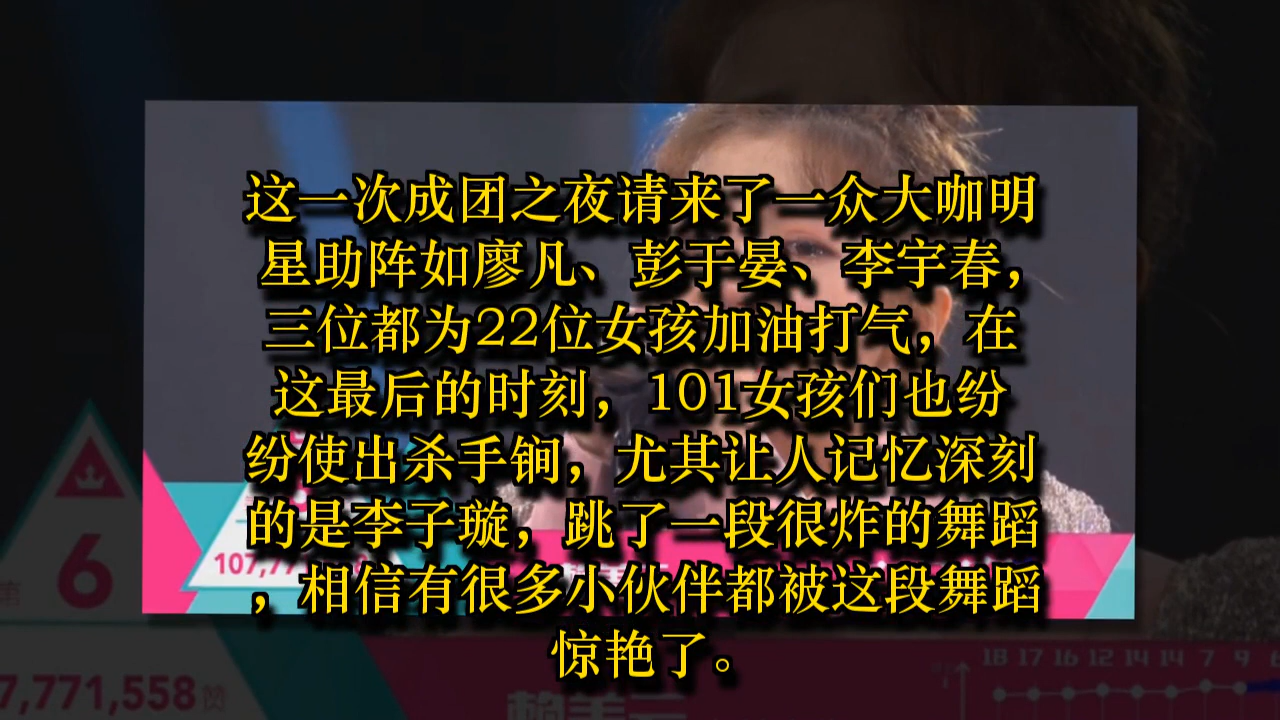 这一次成团之夜请来了一众大咖明
星助阵如廖凡、彭于晏、李宇春，
三位都为22位女孩加油打气，在
这最后的时刻，101女孩们也纷
纷使出杀手锏，尤其让人记忆深刻
的是李子璇，跳了一段很炸的舞蹈
，相信有很多小伙伴都被这段舞蹈
惊艳了。
第
6
7,771,558赞
18 17 16 12 14 14 7 9